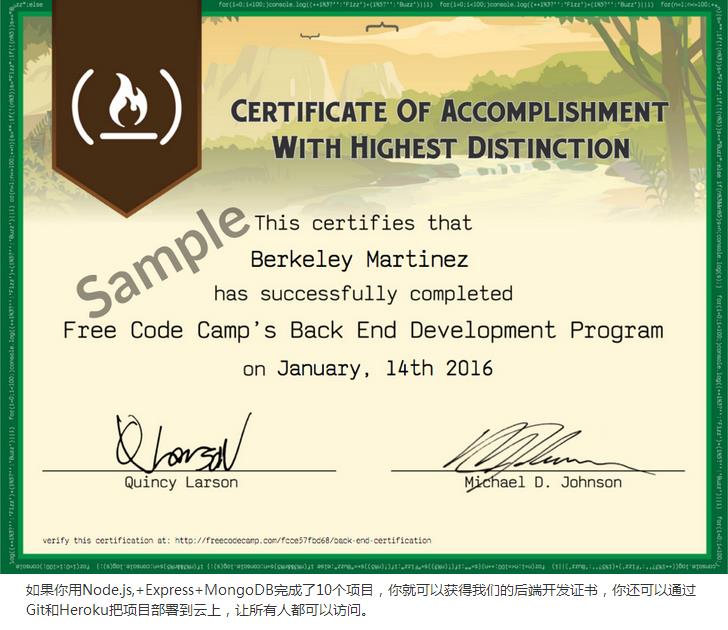 CERTIFICATE OF ACCOMPLISHMENT
WITH HIGHEST DISTINCTION
Sample
This certifies that
Berkeley Martinez
has successfully completed
Free Code Camp's Back End Development Program
on January, 14th 2016
Quincy Larson
Michael D. Johnson
verify this certification at: http://freecodecamp.com/fcce57fbd68/back-end-certification
如果你用Node.js,+Express+MongoDB完成了10个项目，你就可以获得我们的后端开发证书，你还可以通过
Git和Heroku把项目部署到云上，让所有人都可以访问。